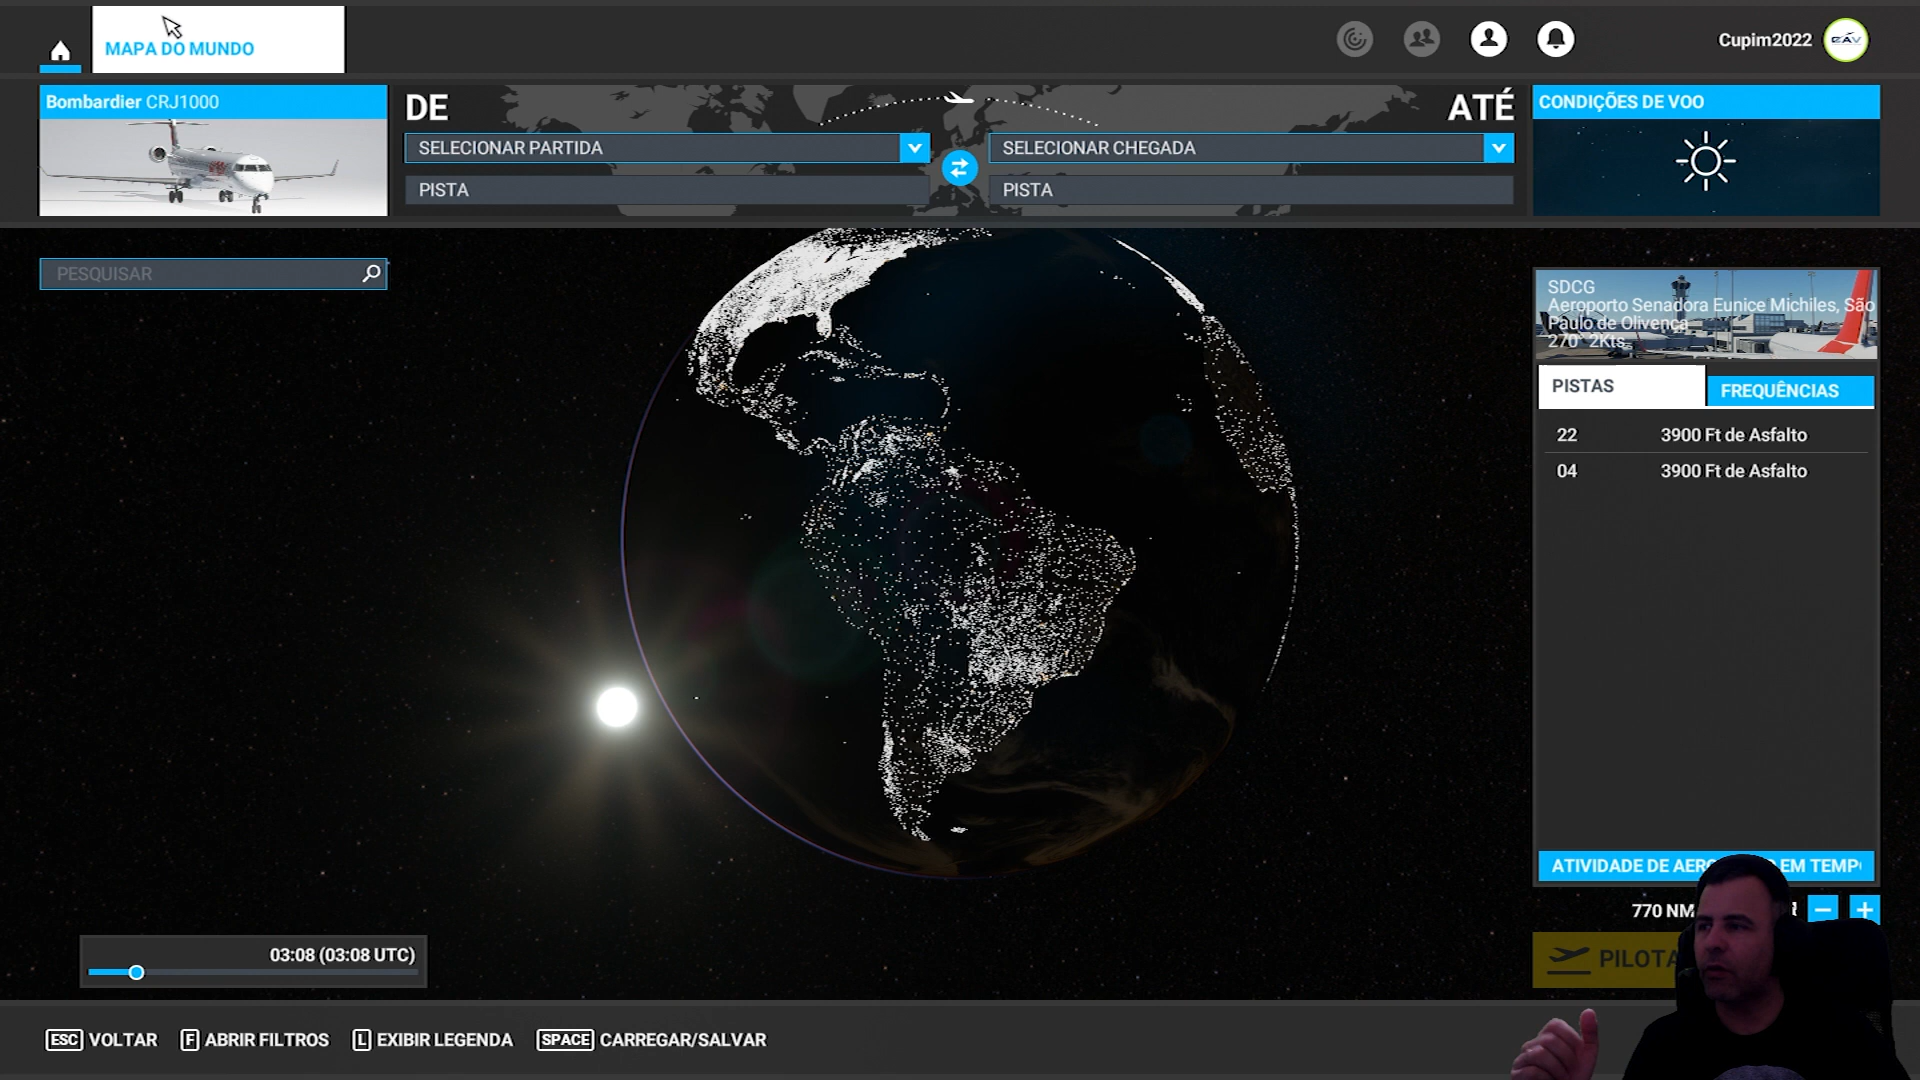 MAPA DO MUNDO
Cupim2022
Bombardier CRJ1000
DE
ATÉ
SELECIONAR PARTIDA
SELECIONAR CHEGADA
PISTA
PISTA
CONDIÇÕES DE VOO
PESQUISAR
SDCG
Aeroporto Senadora Eunice Michiles, São
Paulo de Olivença
270° 2Kts
PISTAS
FREQUÊNCIAS
22 3900 Ft de Asfalto
04 3900 Ft de Asfalto
ATIVIDADE DE EM
770 NM
03:08 (03:08 UTC)
ESC VOLTAR
F ABRIR FILTROS
L EXIBIR LEGENDA
SPACE CARREGAR/SALVAR